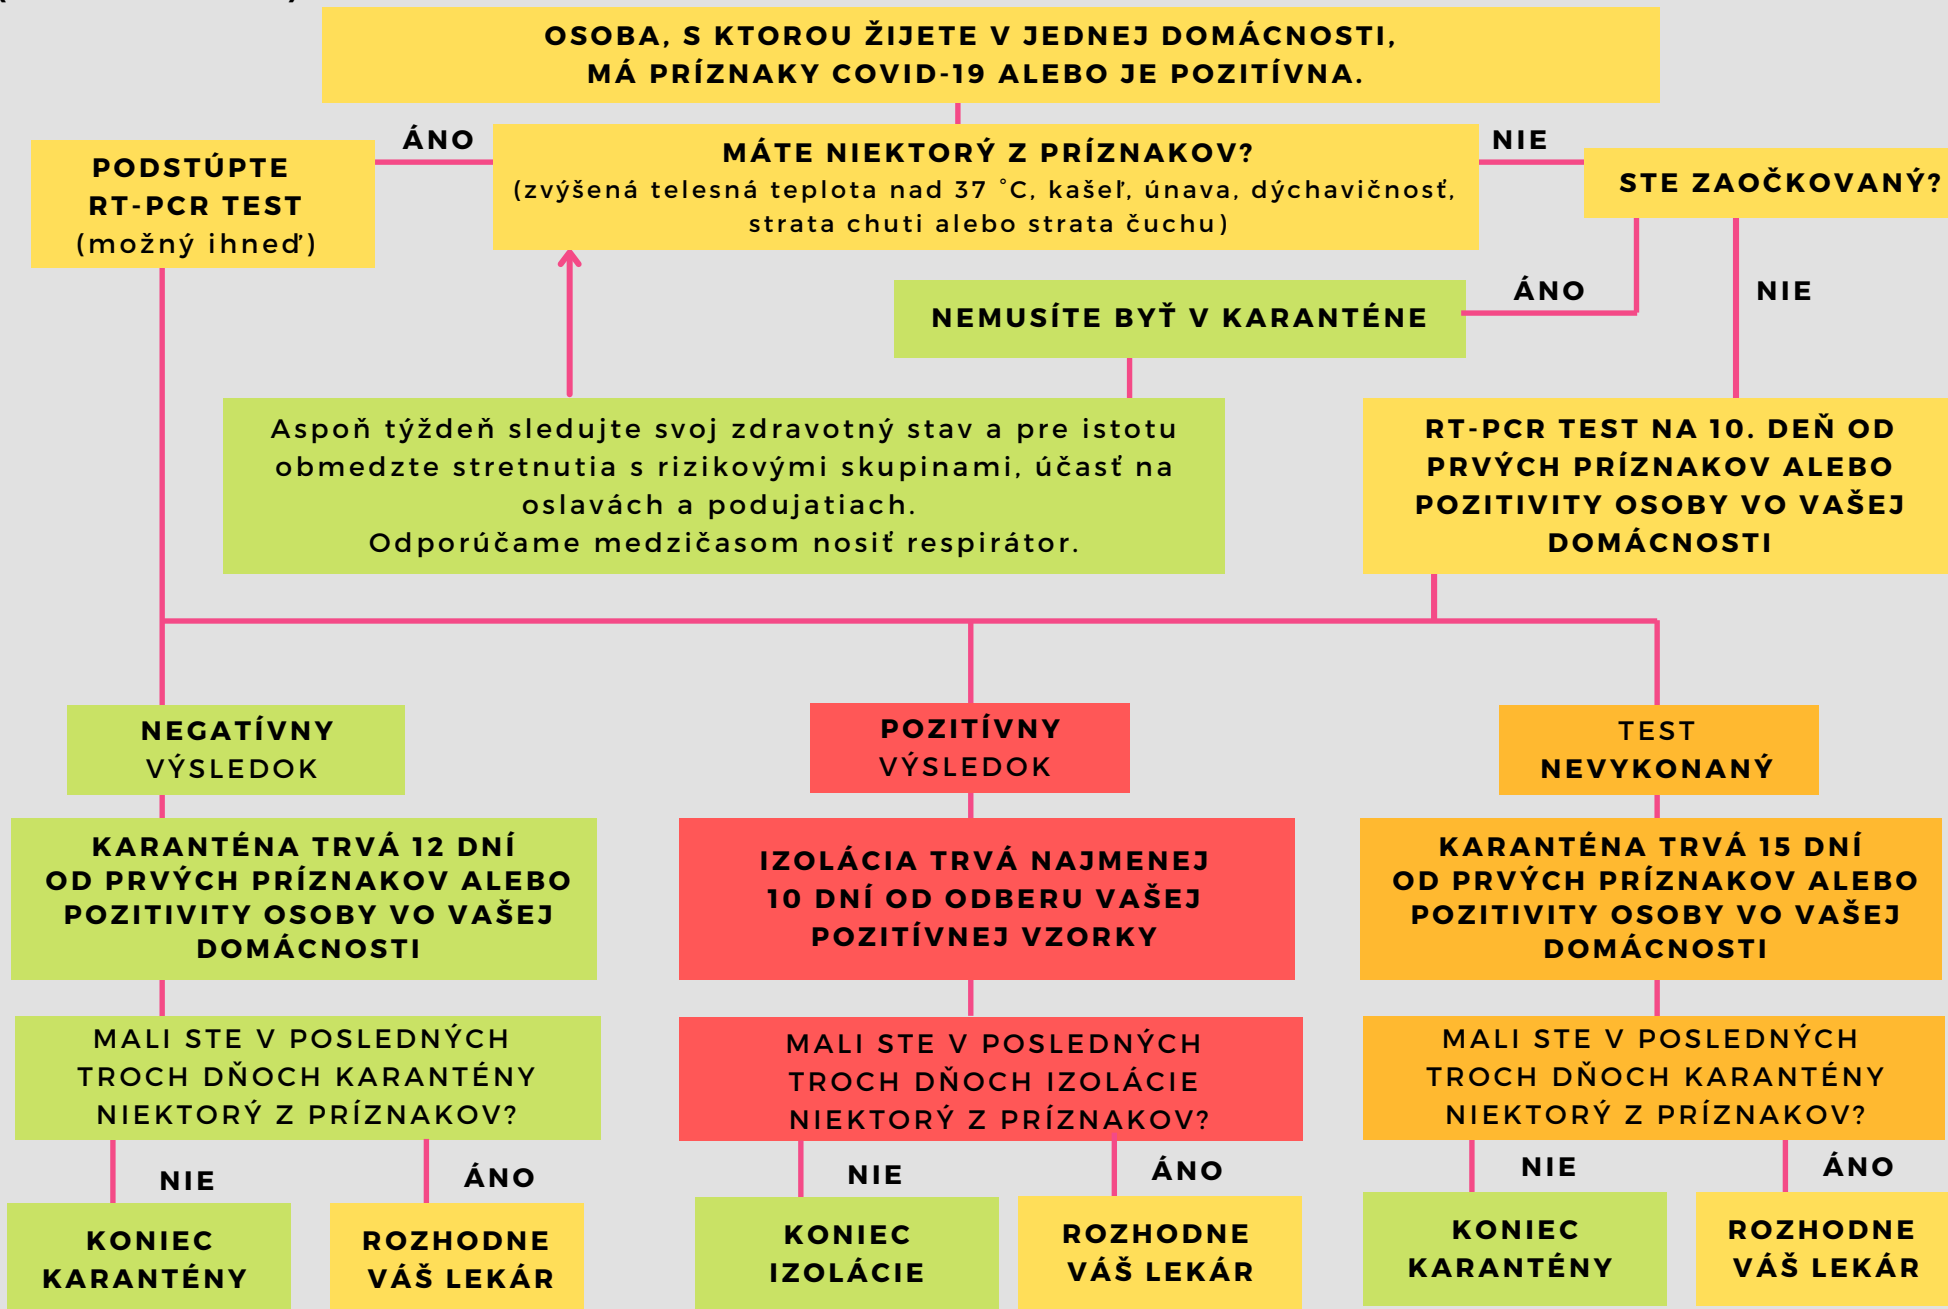 OSOBA, S KTOROU ŽIJETE V JEDNEJ DOMÁCNOSTI,
MÁ PRÍZNAKY COVID-19 ALEBO JE POZITÍVNA.
ÁNO
PODSTÚPTE
RT-PCR TEST
(možný ihneď)
MÁTE NIEKTORÝ Z PRÍZNAKOV?
(zvýšená telesná teplota nad 37 °C, kašeľ, únava, dýchavičnosť,
strata chuti alebo strata čuchu)
NIE
STE ZAOČKOVANÝ?
ÁNO
NIE
NEMUSÍTE BYŤ V KARANTÉNE
Aspoň týždeň sledujte svoj zdravotný stav a pre istotu
obmedzte stretnutia s rizikovými skupinami, účasť na
oslavách a podujatiach.
Odporúčame medzičasom nosiť respirátor.
RT-PCR TEST NA 10. DEŇ OD
PRVÝCH PRÍZNAKOV ALEBO
POZITIVITY OSOBY VO VAŠEJ
DOMÁCNOSTI
NEGATÍVNY
VÝSLEDOK
KARANTÉNA TRVÁ 12 DNÍ
OD PRVÝCH PRÍZNAKOV ALEBO
POZITIVITY OSOBY VO VAŠEJ
DOMÁCNOSTI
MALI STE V POSLEDNÝCH
TROCH DŇOCH KARANTÉNY
NIEKTORÝ Z PRÍZNAKOV?
NIE
ÁNO
KONIEC
KARANTÉNY
ROZHODNE
VÁŠ LEKÁR
POZITÍVNY
VÝSLEDOK
IZOLÁCIA TRVÁ NAJMENEJ
10 DNÍ OD ODBERU VAŠEJ
POZITÍVNEJ VZORKY
MALI STE V POSLEDNÝCH
TROCH DŇOCH IZOLÁCIE
NIEKTORÝ Z PRÍZNAKOV?
NIE
ÁNO
KONIEC
IZOLÁCIE
ROZHODNE
VÁŠ LEKÁR
TEST
NEVYKONANÝ
KARANTÉNA TRVÁ 15 DNÍ
OD PRVÝCH PRÍZNAKOV ALEBO
POZITIVITY OSOBY VO VAŠEJ
DOMÁCNOSTI
MALI STE V POSLEDNÝCH
TROCH DŇOCH KARANTÉNY
NIEKTORÝ Z PRÍZNAKOV?
NIE
ÁNO
KONIEC
KARANTÉNY
ROZHODNE
VÁŠ LEKÁR